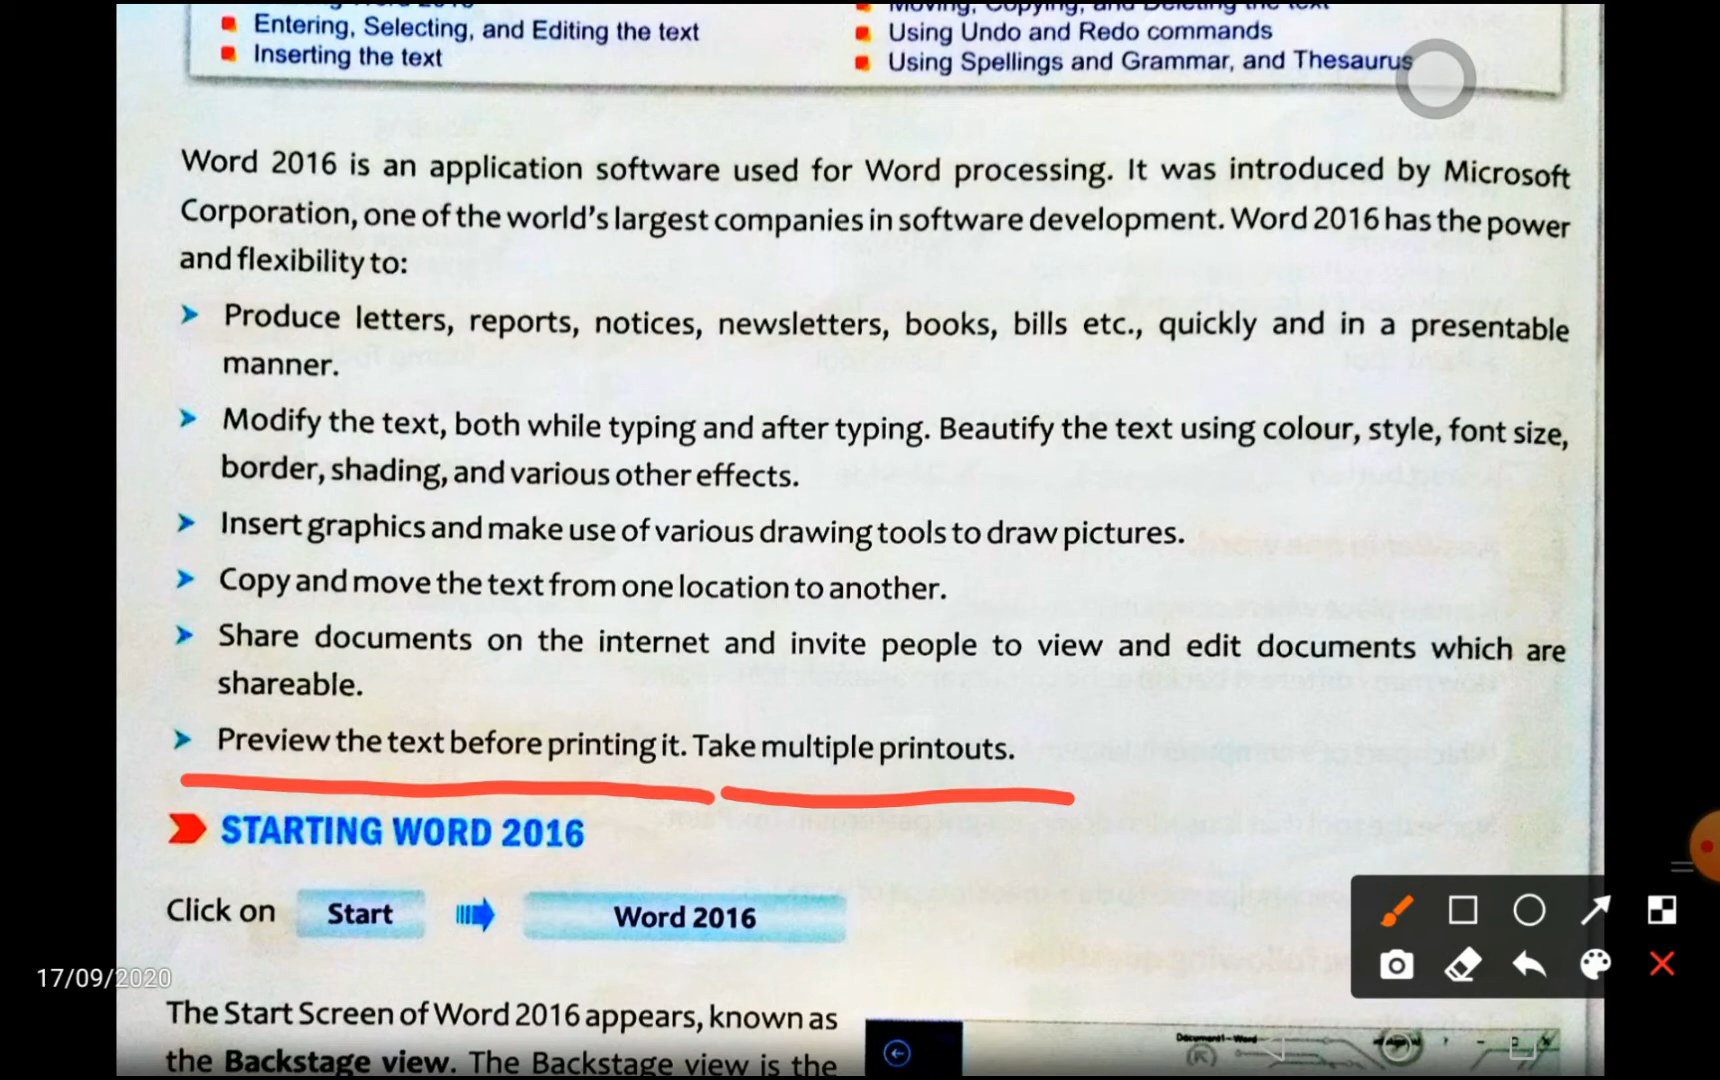 Entering, Selecting, and Editing the text
Inserting the text
Moving, Copying, and Deleting the text
Using Undo and Redo commands
Using Spellings and Grammar, and Thesaurus
Word 2016 is an application software used for Word processing. It was introduced by Microsoft
Corporation, one of the world's largest companies in software development. Word 2016 has the power
and flexibility to:
Produce letters, reports, notices, newsletters, books, bills etc., quickly and in a presentable
manner.
Modify the text, both while typing and after typing. Beautify the text using colour, style, font size,
border, shading, and various other effects.
Insert graphics and make use of various drawing tools to draw pictures.
Copy and move the text from one location to another.
Share documents on the internet and invite people to view and edit documents which are
shareable.
Preview the text before printing it. Take multiple printouts.
STARTING WORD 2016
Click on Start Word 2016
17/09/2020
The Start Screen of Word 2016 appears, known as
the Backstage view. The Backstage view is the
Document1 - Word